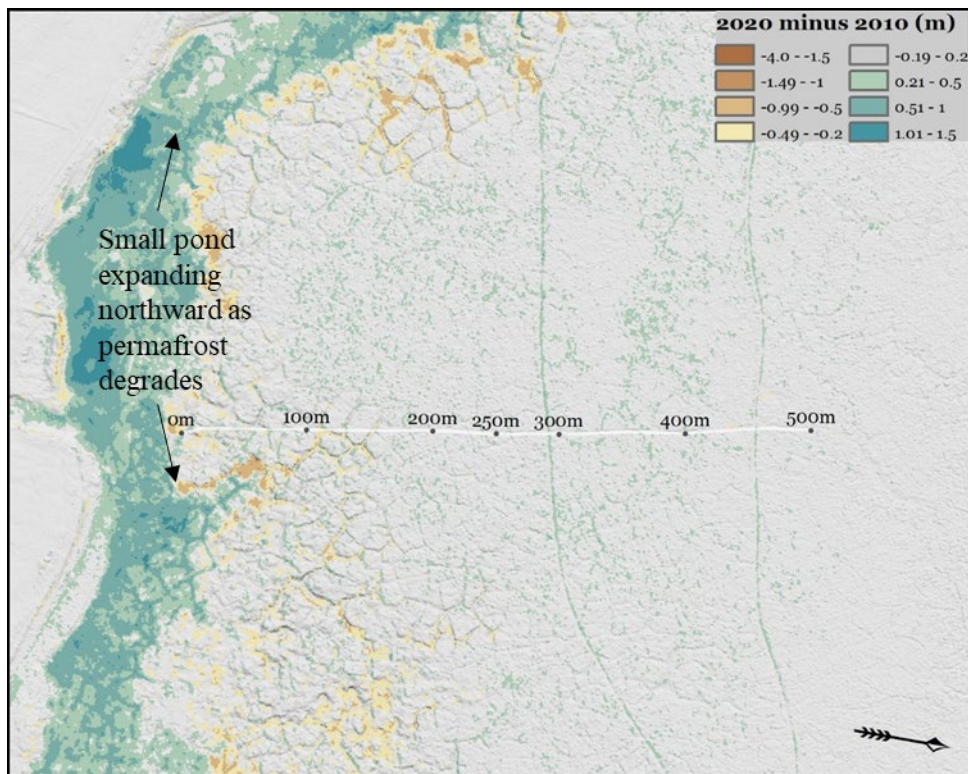 2020 minus 2010 (m)
-4.0 - -1.5 -0.19 - 0.2
-1.49 - -1 0.21 - 0.5
-0.99 - -0.5 0.51 - 1
-0.49 - -0.2 1.01 - 1.5
Small pond
expanding
northward as
permafrost
degrades
0m 100m 200m 250m 300m 400m 500m